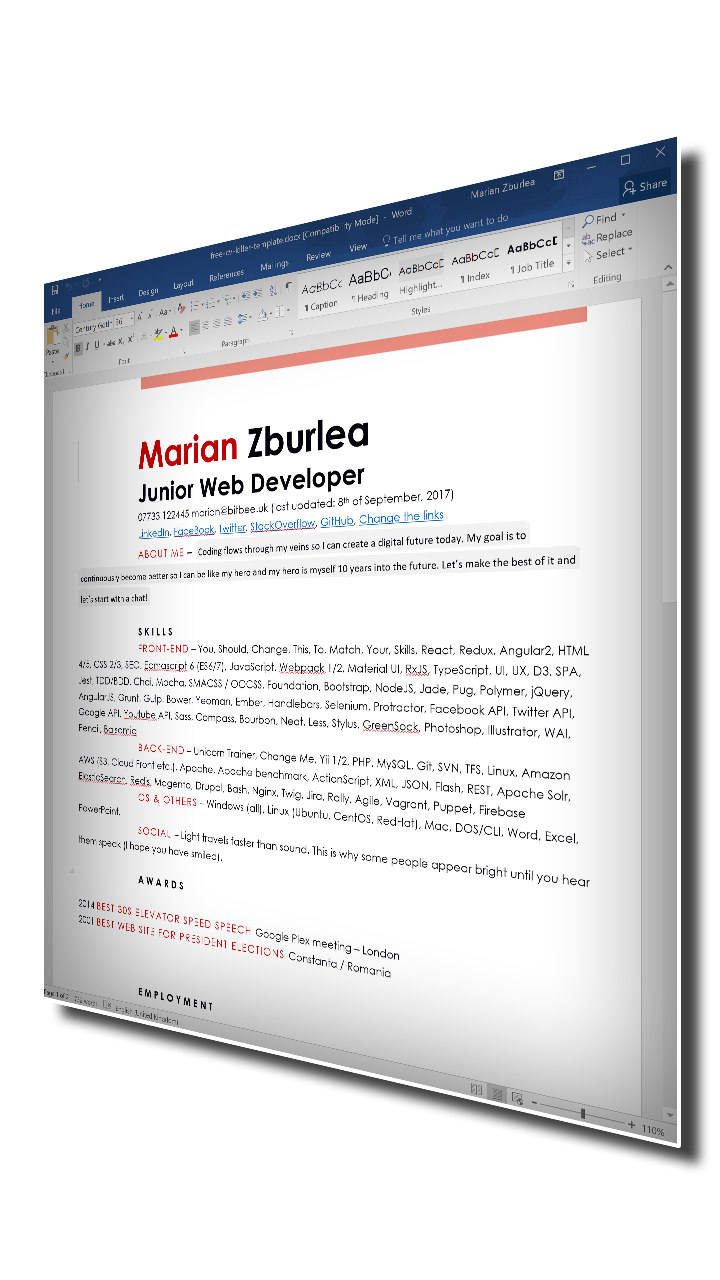 Marian Zburlea
free-cv-killer-template.docx [Compatibility Mode] - Word
Share
File Home Insert Design Layout References Mailings Review View Tell me what you want to do
Find
Replace
Select
Editing
Century Goth 36
Paste
B I U abc X₂ X²
AaBbCc AaBbC AaBbCcD AaBbCcD AaBbCcD
¶ Caption ¶ Heading Highlight... ¶ Index ¶ Job Title
Clipboard Font Paragraph Styles
Marian Zburlea
Junior Web Developer
07733 122445 marian@bitbee.uk (last updated: 8th of September, 2017)
LinkedIn, FaceBook, Twitter, StackOverflow, GitHub, Change the links
ABOUT ME – Coding flows through my veins so I can create a digital future today. My goal is to
continuously become better so I can be like my hero and my hero is myself 10 years into the future. Let's make the best of it and
let's start with a chat!
SKILLS
FRONT-END – You, Should, Change, This, To, Match, Your, Skills, React, Redux, Angular2, HTML
4/5, CSS 2/3, SEO, Ecmascript 6 (ES6/7), JavaScript, Webpack 1/2, Material UI, RxJS, TypeScript, UI, UX, D3, SPA,
Jest, TDD/BDD, Chai, Mocha, SMACSS / OOCSS, Foundation, Bootstrap, NodeJS, Jade, Pug, Polymer, jQuery,
AngularJS, Grunt, Gulp, Bower, Yeoman, Ember, Handlebars, Selenium, Protractor, Facebook API, Twitter API,
Google API, Youtube API, Sass, Compass, Bourbon, Neat, Less, Stylus, GreenSock, Photoshop, Illustrator, WAI,
Pencil, Balsamiq
BACK-END – Unicorn Trainer, Change Me, Yii 1/2, PHP, MySQL, Git, SVN, TFS, Linux, Amazon
AWS (S3, Cloud Front etc.), Apache, Apache benchmark, ActionScript, XML, JSON, Flash, REST, Apache Solr,
ElasticSearch, Redis, Magento, Drupal, Bash, Nginx, Twig, Jira, Rally, Agile, Vagrant, Puppet, Firebase
OS & OTHERS – Windows (all), Linux (Ubuntu, CentOS, RedHat), Mac, DOS/CLI, Word, Excel,
PowerPoint.
SOCIAL – Light travels faster than sound. This is why some people appear bright until you hear
them speak (I hope you have smiled).
AWARDS
2014 BEST 30S ELEVATOR SPEED SPEECH Google Plex meeting – London
2001 BEST WEB SITE FOR PRESIDENT ELECTIONS Constanta / Romania
EMPLOYMENT
Page 1 of 2 words English (United Kingdom)
110%